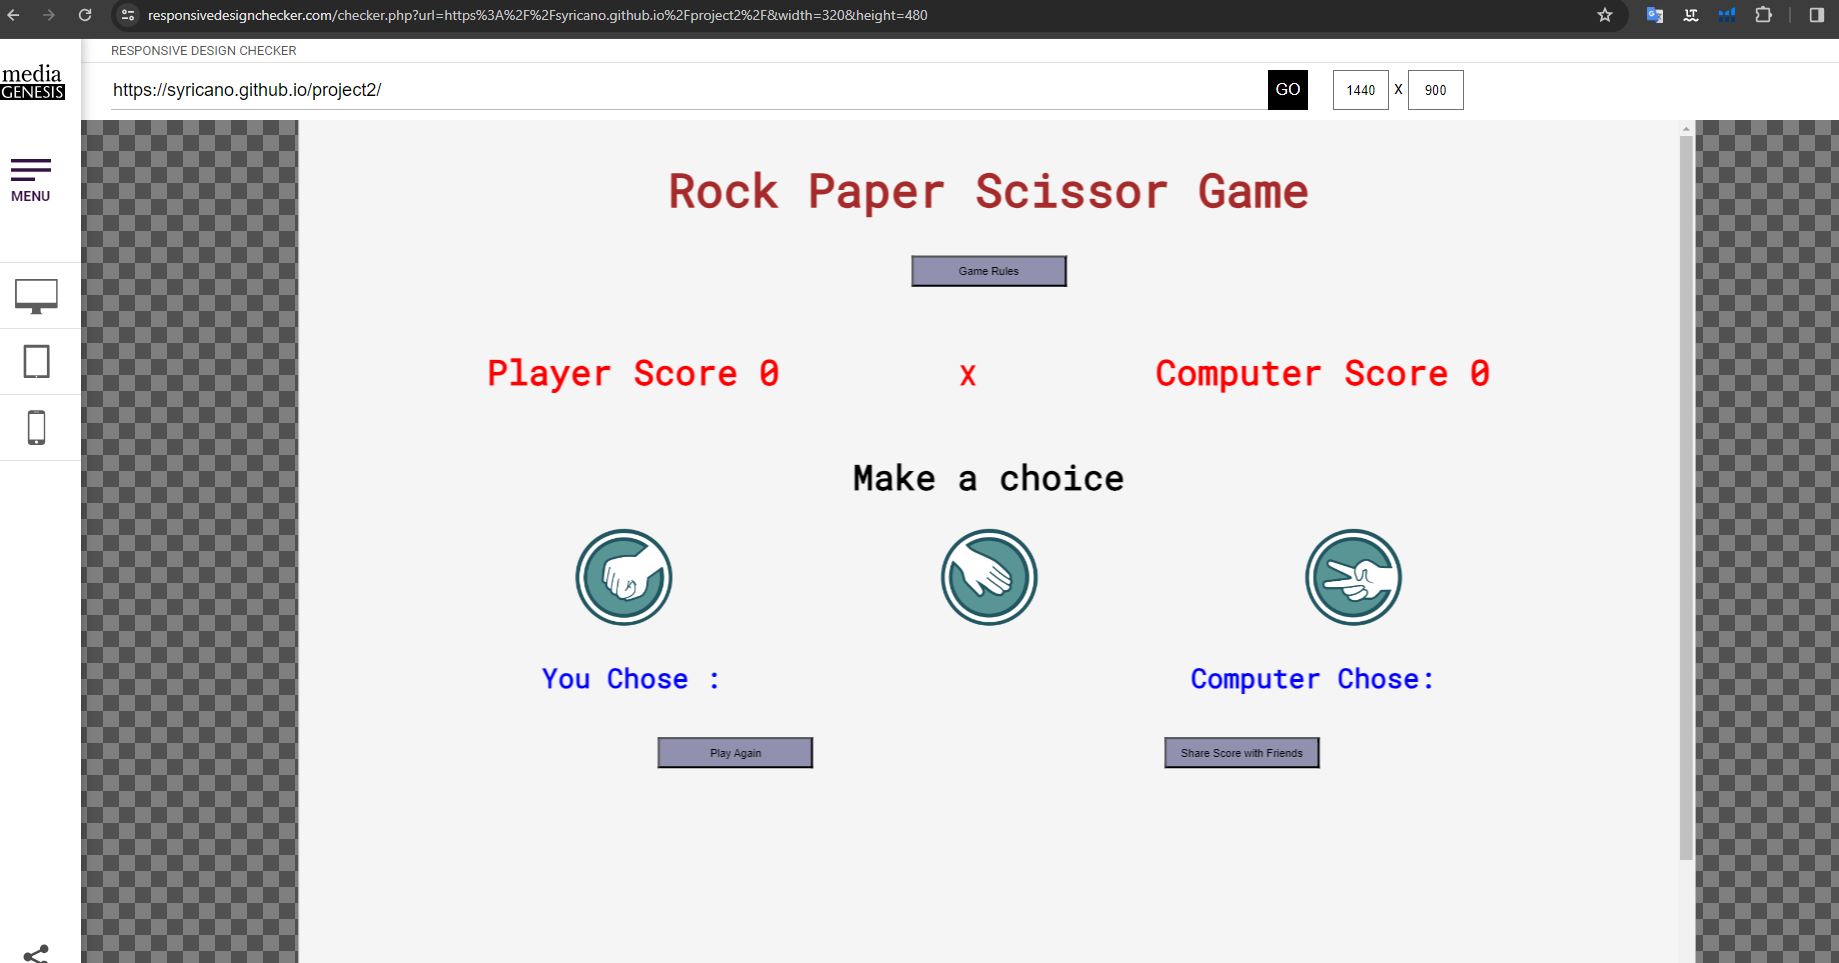 responsivedesignchecker.com/checker.php?url=https%3A%2F%2Fsyricano.github.io%2Fproject2%2F&width=320&height=480
RESPONSIVE DESIGN CHECKER
media
GENESIS
https://syricano.github.io/project2/
GO
1440 X 900
MENU
Rock Paper Scissor Game
Game Rules
Player Score 0 x Computer Score 0
Make a choice
You Chose : Computer Chose:
Play Again Share Score with Friends